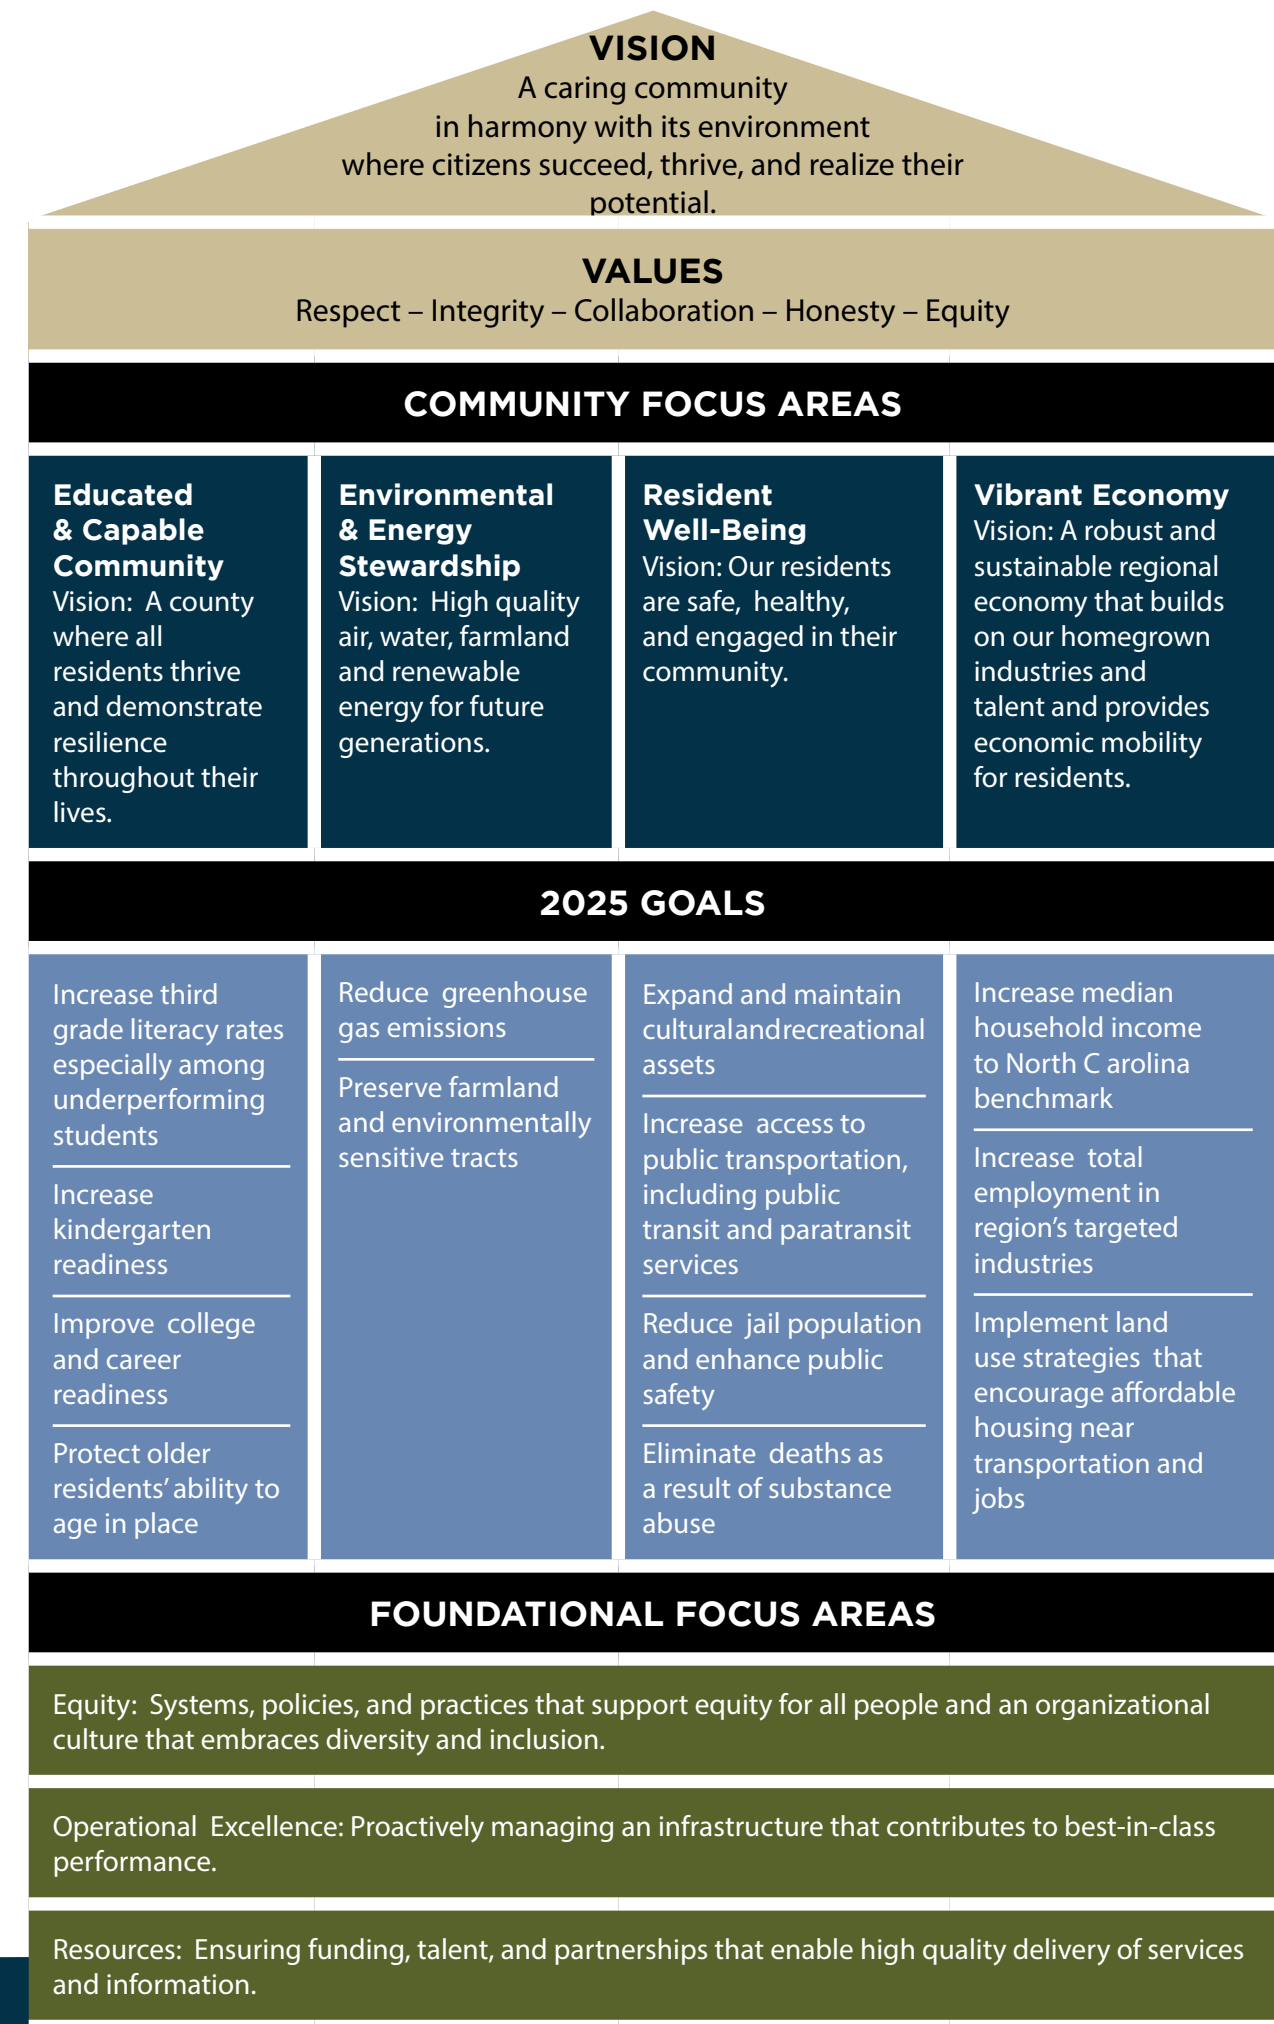 VISION
A caring community
in harmony with its environment
where citizens succeed, thrive, and realize their
potential.
VALUES
Respect – Integrity – Collaboration – Honesty – Equity
COMMUNITY FOCUS AREAS
Educated
& Capable
Community
Vision: A county
where all
residents thrive
and demonstrate
resilience
throughout their
lives.
Environmental
& Energy
Stewardship
Vision: High quality
air, water, farmland
and renewable
energy for future
generations.
Resident
Well-Being
Vision: Our residents
are safe, healthy,
and engaged in their
community.
Vibrant Economy
Vision: A robust and
sustainable regional
economy that builds
on our homegrown
industries and
talent and provides
economic mobility
for residents.
2025 GOALS
Increase third
grade literacy rates
especially among
underperforming
students
Increase
kindergarten
readiness
Improve college
and career
readiness
Protect older
residents’ ability to
age in place
Reduce greenhouse
gas emissions
Preserve farmland
and environmentally
sensitive tracts
Expand and maintain
cultural and recreational
assets
Increase access to
public transportation,
including public
transit and paratransit
services
Reduce jail population
and enhance public
safety
Eliminate deaths as
a result of substance
abuse
Increase median
household income
to North C arolina
benchmark
Increase total
employment in
region’s targeted
industries
Implement land
use strategies that
encourage affordable
housing near
transportation and
jobs
FOUNDATIONAL FOCUS AREAS
Equity: Systems, policies, and practices that support equity for all people and an organizational
culture that embraces diversity and inclusion.
Operational Excellence: Proactively managing an infrastructure that contributes to best-in-class
performance.
Resources: Ensuring funding, talent, and partnerships that enable high quality delivery of services
and information.